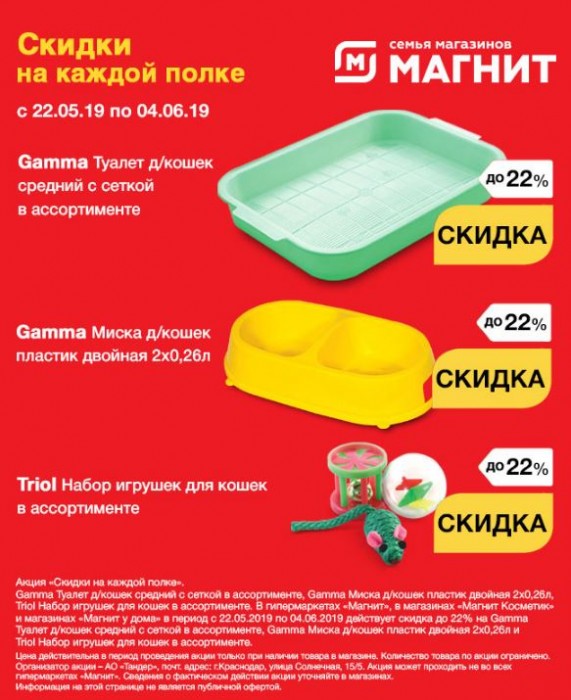 Скидки
на каждой полке
с 22.05.19 по 04.06.19
семья магазинов
М МАГНИТ
Gamma Туалет д/кошек
средний с сеткой
в ассортименте
до 22%
СКИДКА
Gamma Миска д/кошек
пластик двойная 2х0,26л
до 22%
СКИДКА
Triol Набор игрушек для кошек
в ассортименте
до 22%
СКИДКА
Акция «Скидки на каждой полке».
Gamma Туалет д/кошек средний с сеткой в ассортименте, Gamma Миска д/кошек пластик двойная 2х0,26л,
Triol Набор игрушек для кошек в ассортименте. В гипермаркетах «Магнит», в магазинах «Магнит Косметик»
и магазинах «Магнит у дома» в период с 22.05.2019 по 04.06.2019 действует скидка до 22% на Gamma
Туалет д/кошек средний с сеткой в ассортименте, Gamma Миска д/кошек пластик двойная 2х0,26л и
Triol Набор игрушек для кошек в ассортименте.
Цена действительна в период проведения акции только при наличии товара в магазине. Количество товара по акции ограничено.
Организатор акции – АО «Тандер», почт. адрес: г.Краснодар, улица Солнечная, 15/5. Акция может проходить не во всех
гипермаркетах «Магнит». Сведения о фактическом действии акции уточняйте в магазинах.
Информация на этой странице не является публичной офертой.